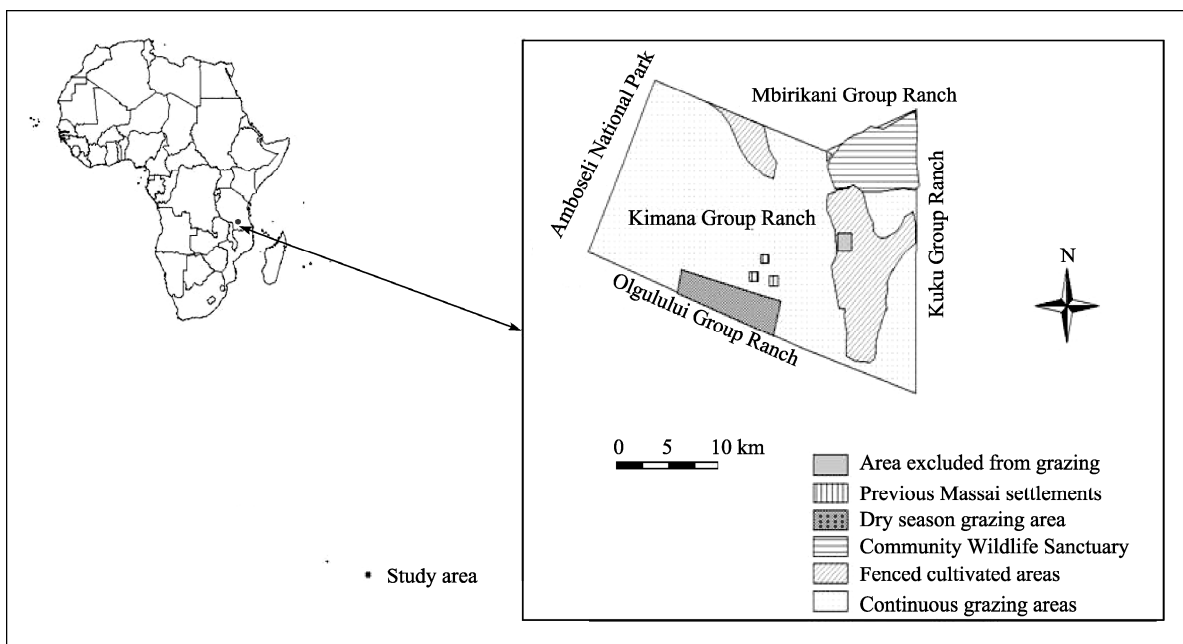 Mbirikani Group Ranch
Amboseli National Park
Kimana Group Ranch
Kuku Group Ranch
Olgulului Group Ranch
N
0 5 10 km
Area excluded from grazing
Previous Massai settlements
Dry season grazing area
Community Wildlife Sanctuary
Fenced cultivated areas
Continuous grazing areas
Study area